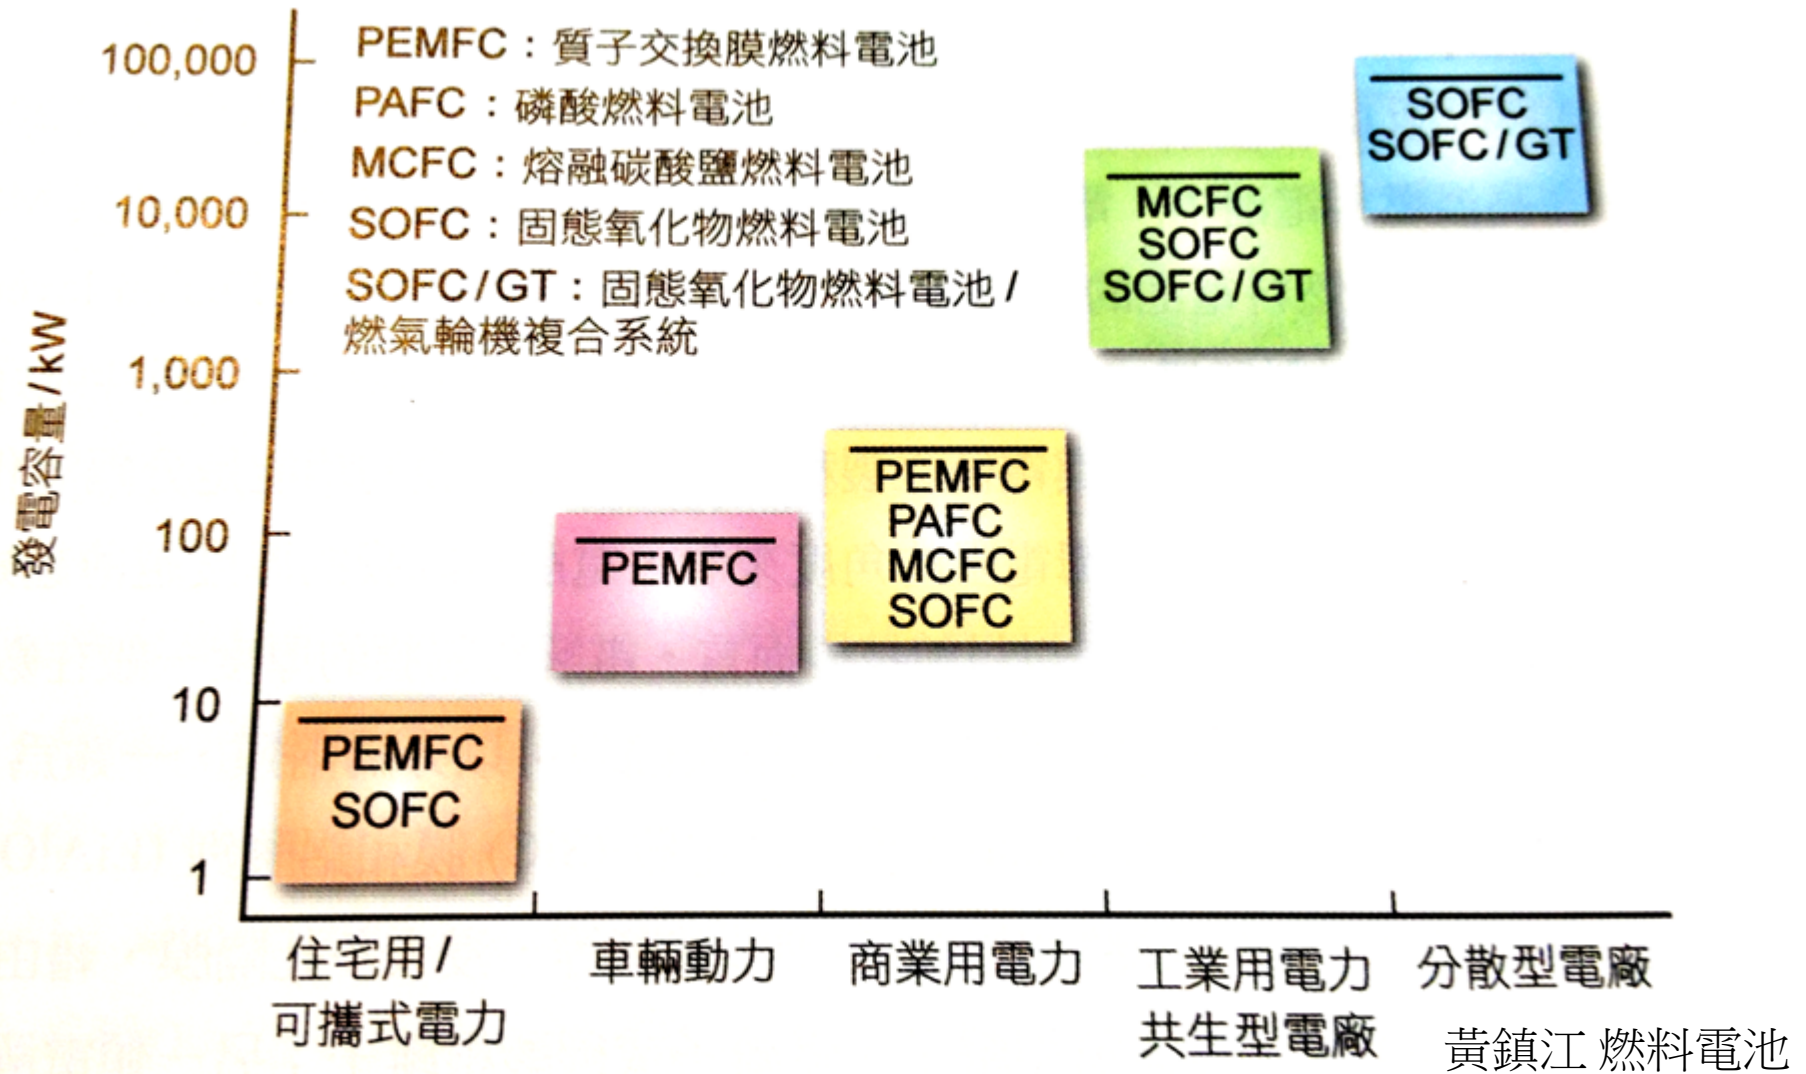 PEMFC：質子交換膜燃料電池
PAFC：磷酸燃料電池
MCFC：熔融碳酸鹽燃料電池
SOFC：固態氧化物燃料電池
SOFC/GT：固態氧化物燃料電池/
燃氣輪機複合系統
發電容量/kW
100,000
10,000
1,000
100
10
1
PEMFC
SOFC
PEMFC
PEMFC
PAFC
MCFC
SOFC
MCFC
SOFC
SOFC/GT
SOFC
SOFC/GT
住宅用/
可攜式電力
車輛動力
商業用電力
工業用電力
共生型電廠
分散型電廠
黃鎮江 燃料電池